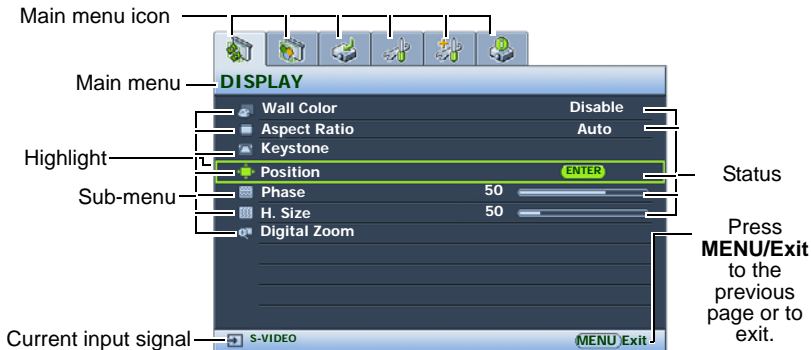 Main menu icon
Main menu
DISPLAY
Wall Color Disable
Aspect Ratio Auto
Keystone
Highlight
Position ENTER
Status
Sub-menu
Phase 50
H. Size 50
Digital Zoom
Press
MENU/Exit
to the
previous
page or to
exit.
Current input signal
S-VIDEO
MENU Exit